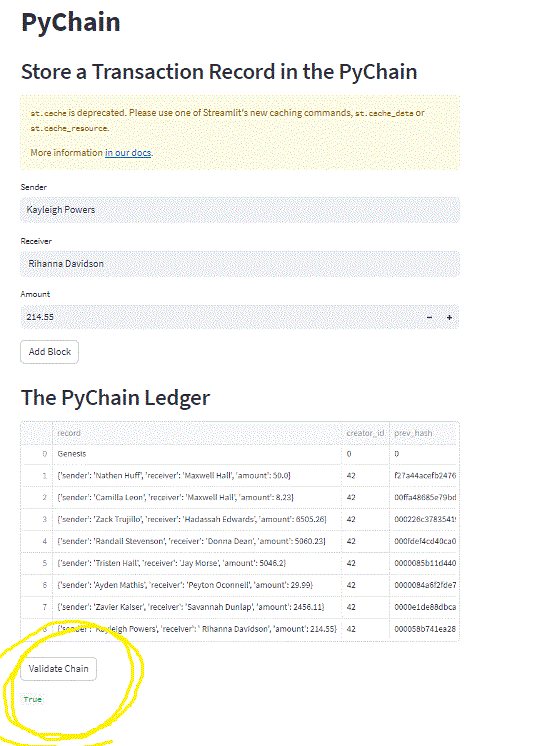 PyChain
Store a Transaction Record in the PyChain
st.cache is deprecated. Please use one of Streamlit's new caching commands, st.cache_data or
st.cache_resource.
More information in our docs.
Sender
Kayleigh Powers
Receiver
Rihanna Davidson
Amount
214.55 − +
Add Block
The PyChain Ledger
record creator_id prev_hash
0 Genesis 0 0
1 {'sender': 'Nathen Huff', 'receiver': 'Maxwell Hall', 'amount': 50.0} 42 f27a44acefb2476
2 {'sender': 'Camilla Leon', 'receiver': 'Maxwell Hall', 'amount': 8.23} 42 00ffa48685e79bd
3 {'sender': 'Zack Trujillo', 'receiver': 'Hadassah Edwards', 'amount': 6505.26} 42 000226c3783541
4 {'sender': 'Randall Stevenson', 'receiver': 'Donna Dean', 'amount': 5060.23} 42 000fdef4cd40ca0
5 {'sender': 'Tristen Hall', 'receiver': 'Jay Morse', 'amount': 5046.2} 42 0000085b11d440
6 {'sender': 'Ayden Mathis', 'receiver': 'Peyton Oconnell', 'amount': 29.99} 42 0000084a6f2fde7
7 {'sender': 'Zavier Kaiser', 'receiver': 'Savannah Dunlap', 'amount': 2456.11} 42 0000e1de88dbca
8 {'sender': 'Kayleigh Powers', 'receiver': ' Rihanna Davidson', 'amount': 214.55} 42 000058b741ea28
Validate Chain
True